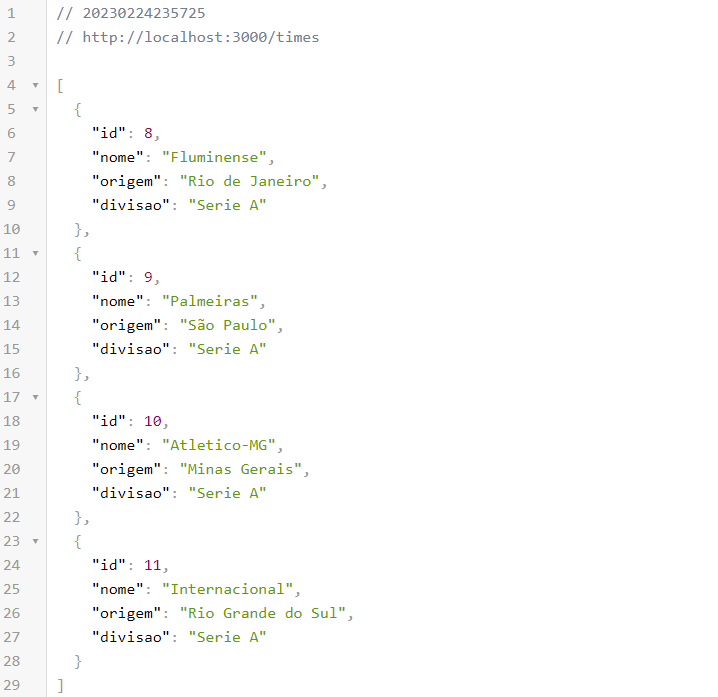 1 // 20230224235725
2 // http://localhost:3000/times
3
4 ▾ [
5 ▾   {
6     "id": 8,
7     "nome": "Fluminense",
8     "origem": "Rio de Janeiro",
9     "divisao": "Serie A"
10   },
11 ▾   {
12     "id": 9,
13     "nome": "Palmeiras",
14     "origem": "São Paulo",
15     "divisao": "Serie A"
16   },
17 ▾   {
18     "id": 10,
19     "nome": "Atletico-MG",
20     "origem": "Minas Gerais",
21     "divisao": "Serie A"
22   },
23 ▾   {
24     "id": 11,
25     "nome": "Internacional",
26     "origem": "Rio Grande do Sul",
27     "divisao": "Serie A"
28   }
29 ]